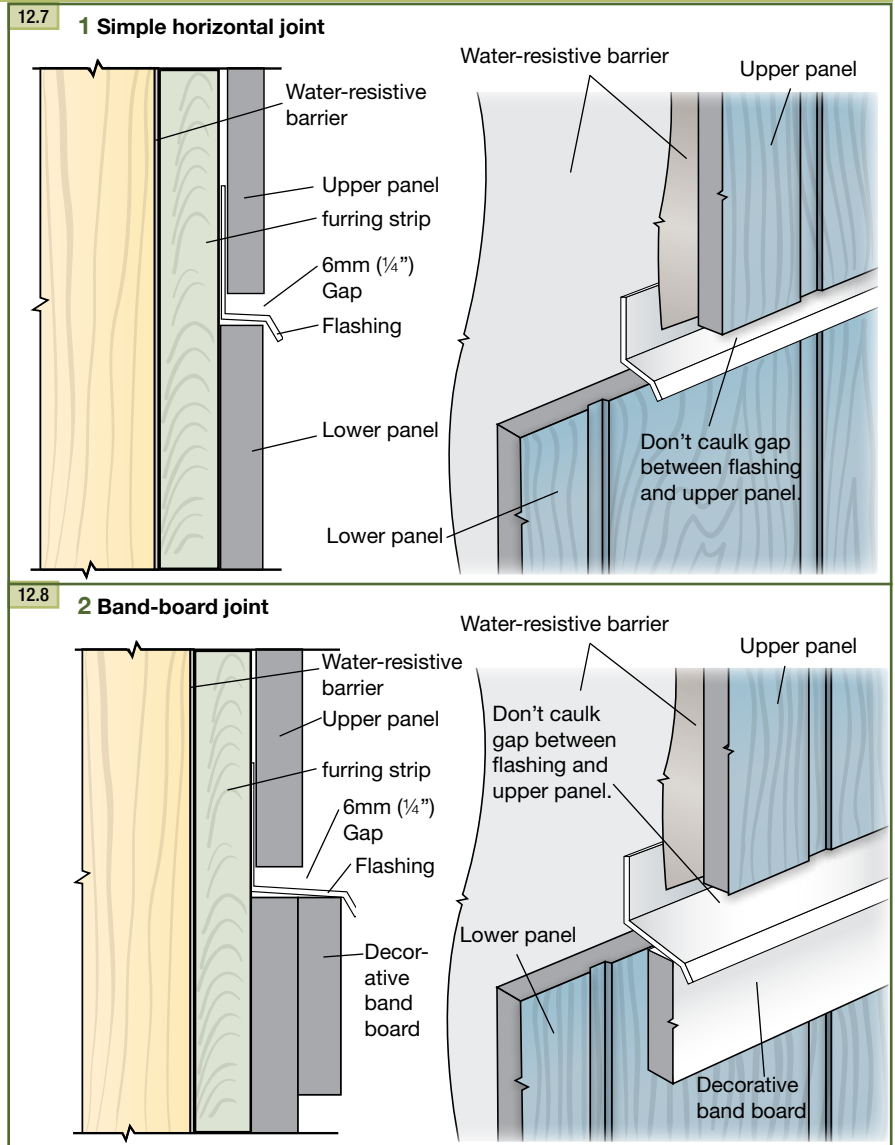 12.7
1 Simple horizontal joint
Water-resistive
barrier
Upper panel
furring strip
6mm (¼”)
Gap
Flashing
Lower panel
Water-resistive barrier
Upper panel
Don’t caulk gap
between flashing
and upper panel.
Lower panel
12.8
2 Band-board joint
Water-resistive
barrier
Upper panel
furring strip
6mm (¼”)
Gap
Flashing
Decor-
ative
band
board
Water-resistive barrier
Upper panel
Don’t caulk
gap between
flashing and
upper panel.
Lower panel
Decorative
band board